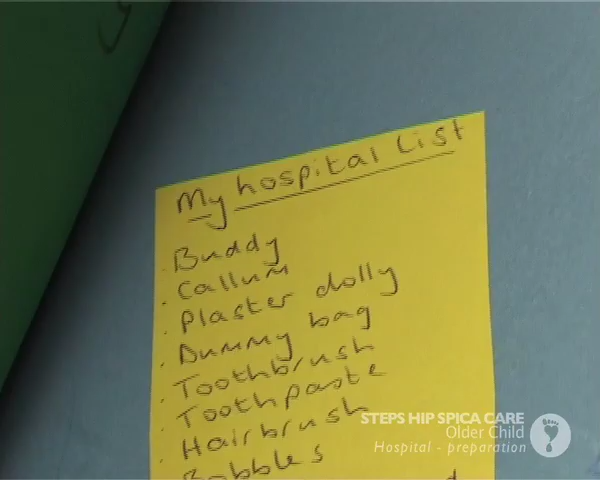 My hospital List
Buddy
Callum
Plaster dolly
Dummy bag
Toothbrush
Toothpaste
Hairbrush
Bobbles
STEPS HIP SPICA CARE
Older Child
Hospital - preparation